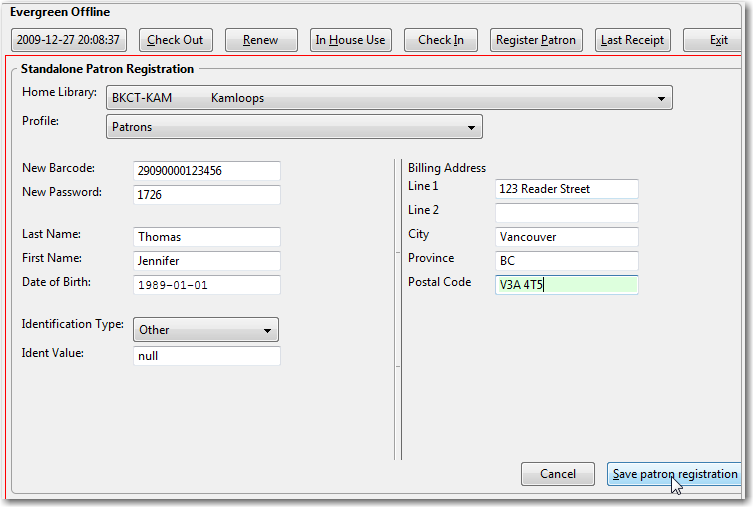 Evergreen Offline
2009-12-27 20:08:37 Check Out Renew In House Use Check In Register Patron Last Receipt Exit
Standalone Patron Registration
Home Library: BKCT-KAM Kamloops
Profile: Patrons
New Barcode: 29090000123456
New Password: 1726
Last Name: Thomas
First Name: Jennifer
Date of Birth: 1989-01-01
Identification Type: Other
Ident Value: null
Billing Address
Line 1 123 Reader Street
Line 2
City Vancouver
Province BC
Postal Code V3A 4T5
Cancel Save patron registration